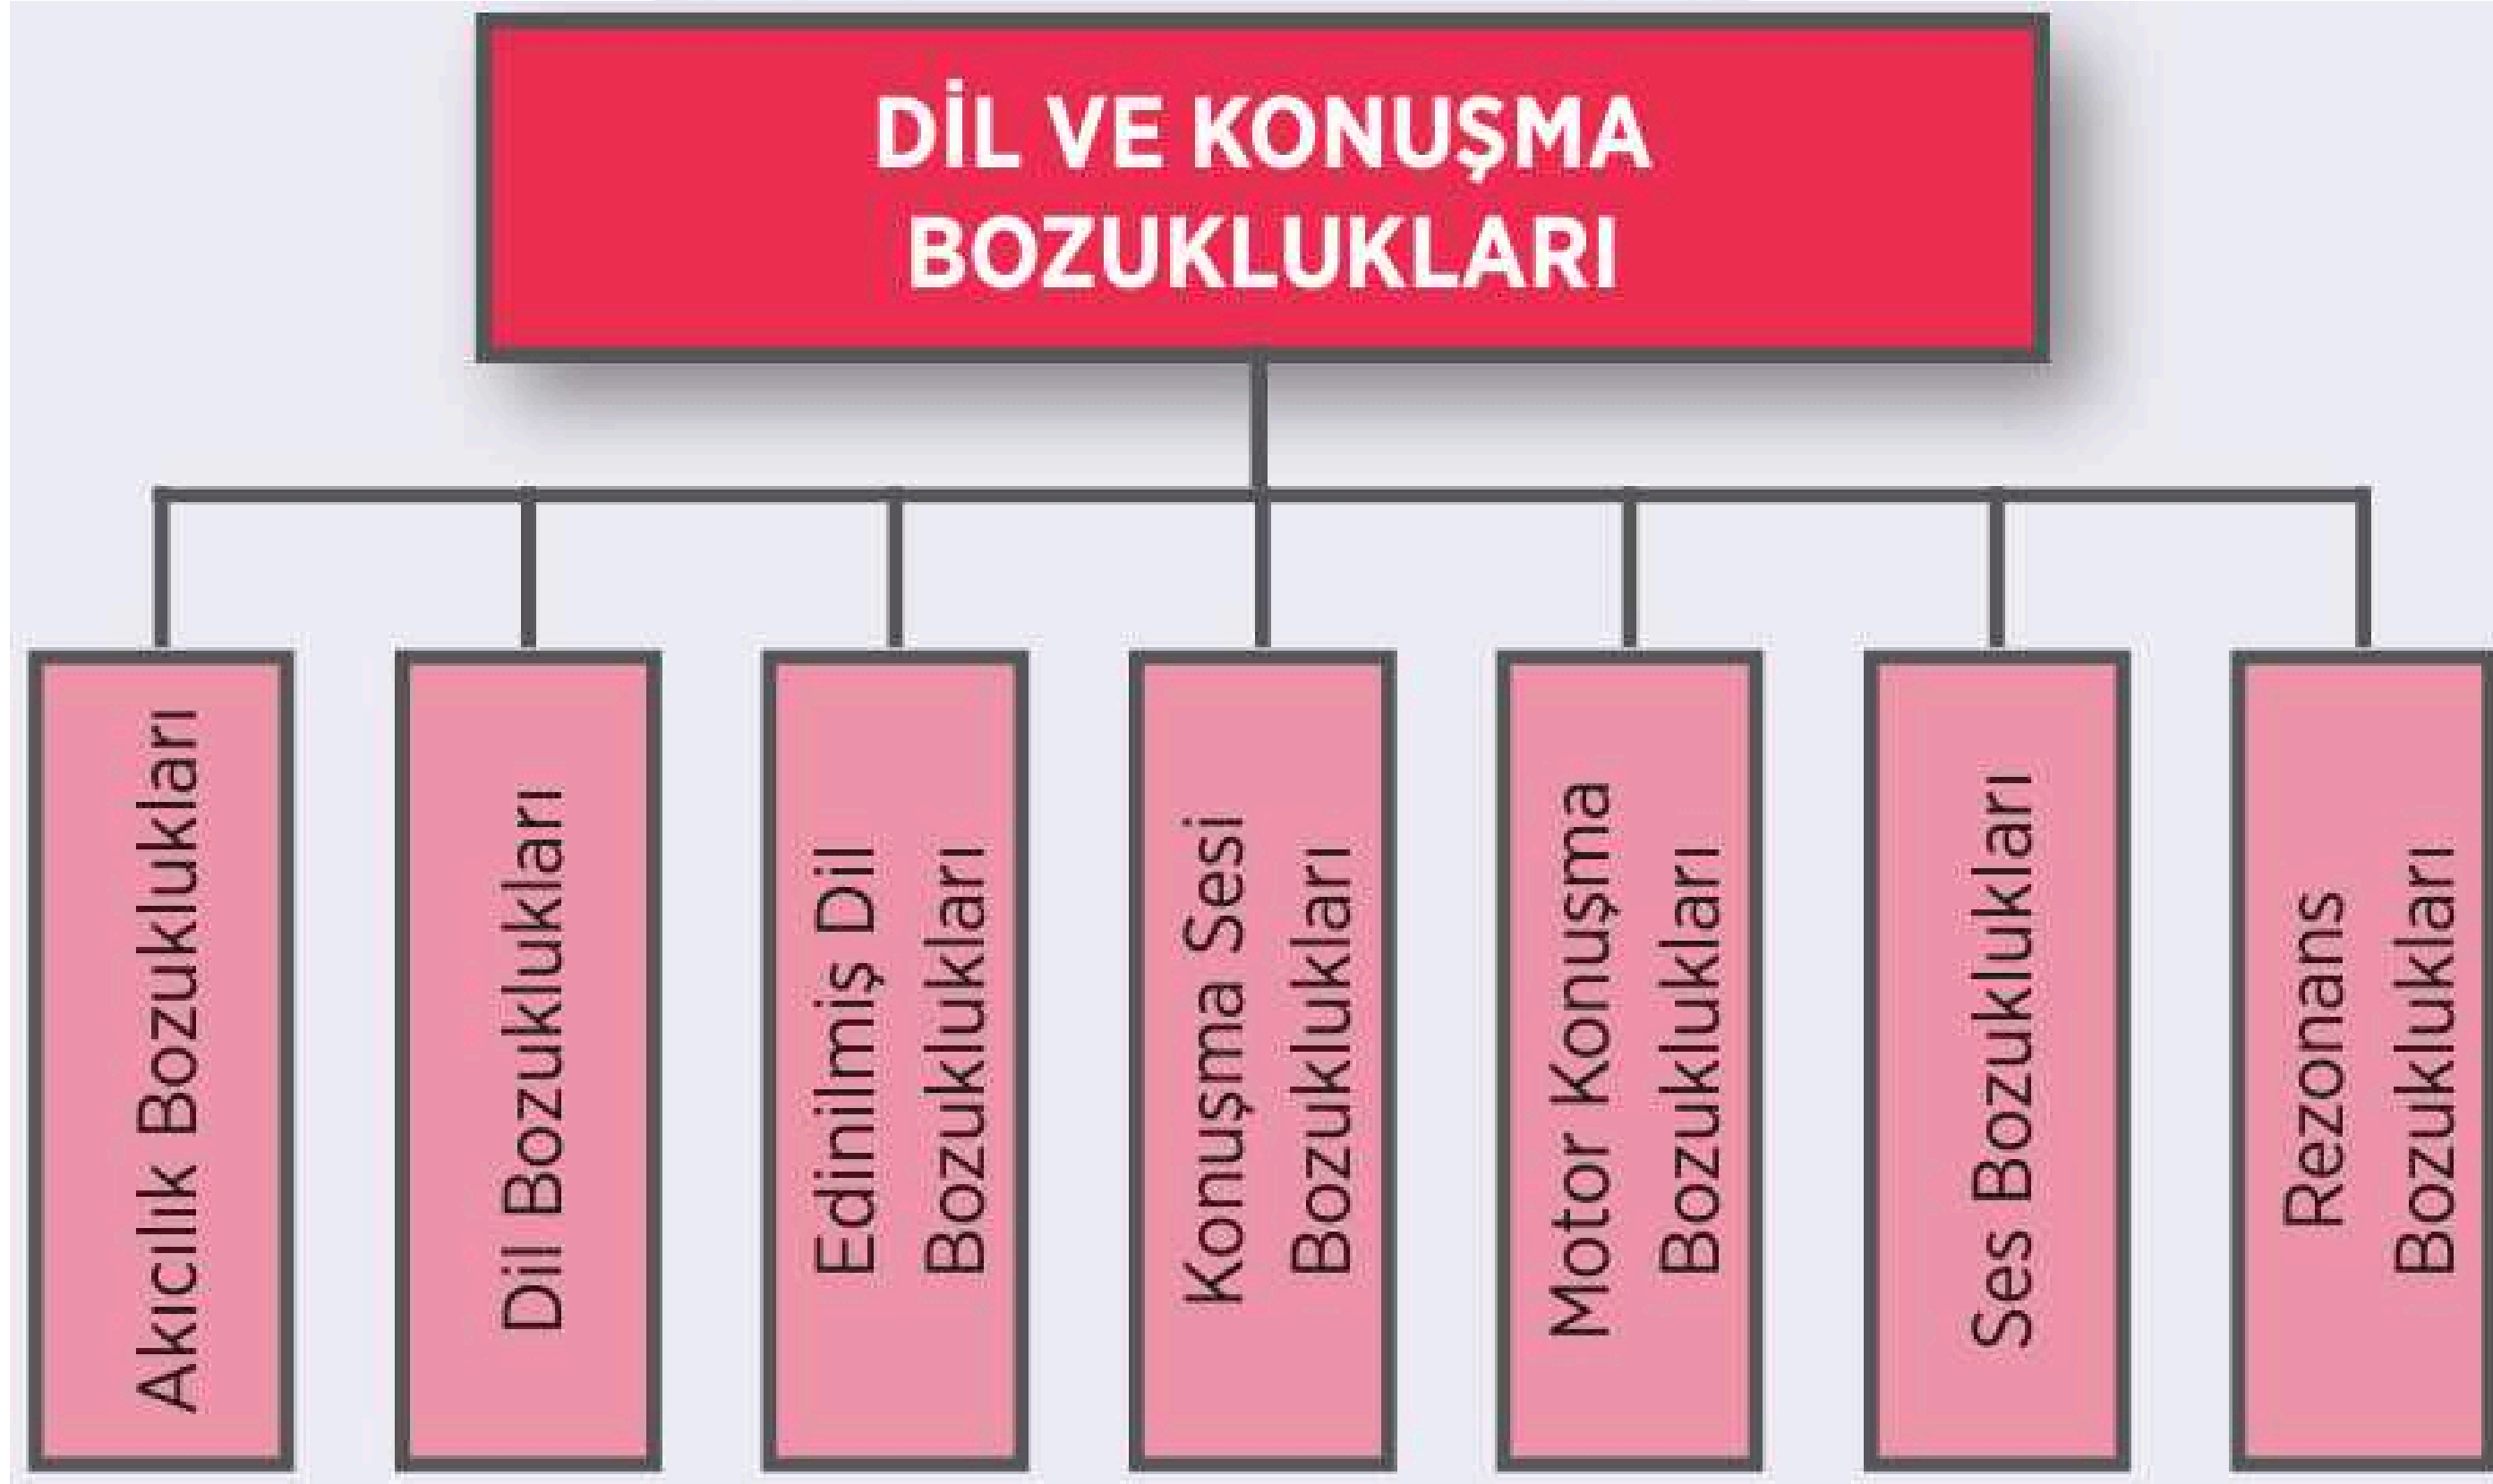 DİL VE KONUŞMA
BOZUKLUKLARI
Akıcılık Bozuklukları
Dil Bozuklukları
Edinilmiş Dil
Bozuklukları
Konuşma Sesi
Bozuklukları
Motor Konuşma
Bozuklukları
Ses Bozuklukları
Rezonans
Bozuklukları